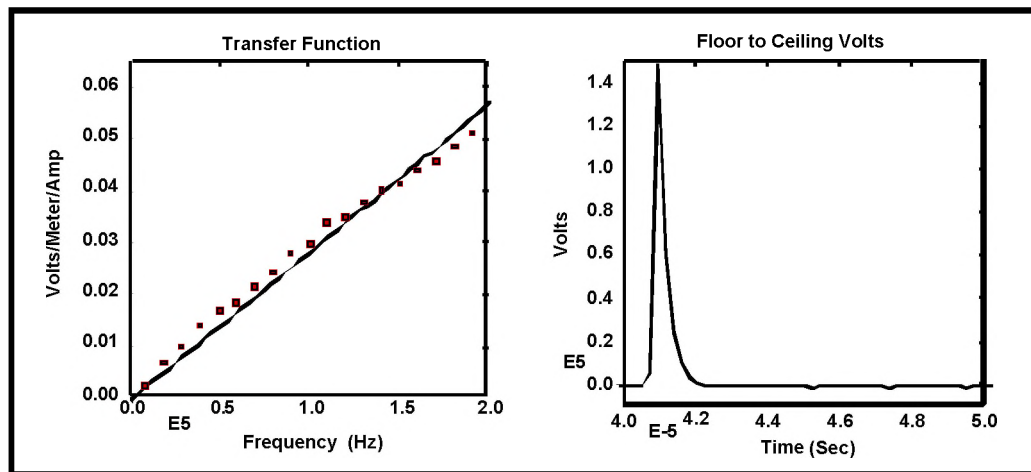 Transfer Function
0.06
0.05
0.04
0.03
0.02
0.01
0.00
Volts/Meter/Amp
0.0 0.5 1.0 1.5 2.0
E5
Frequency (Hz)
Floor to Ceiling Volts
1.4
1.2
1.0
0.8
0.6
0.4
0.2
E5
0.0
Volts
4.0 4.2 4.4 4.6 4.8 5.0
E-5
Time (Sec)